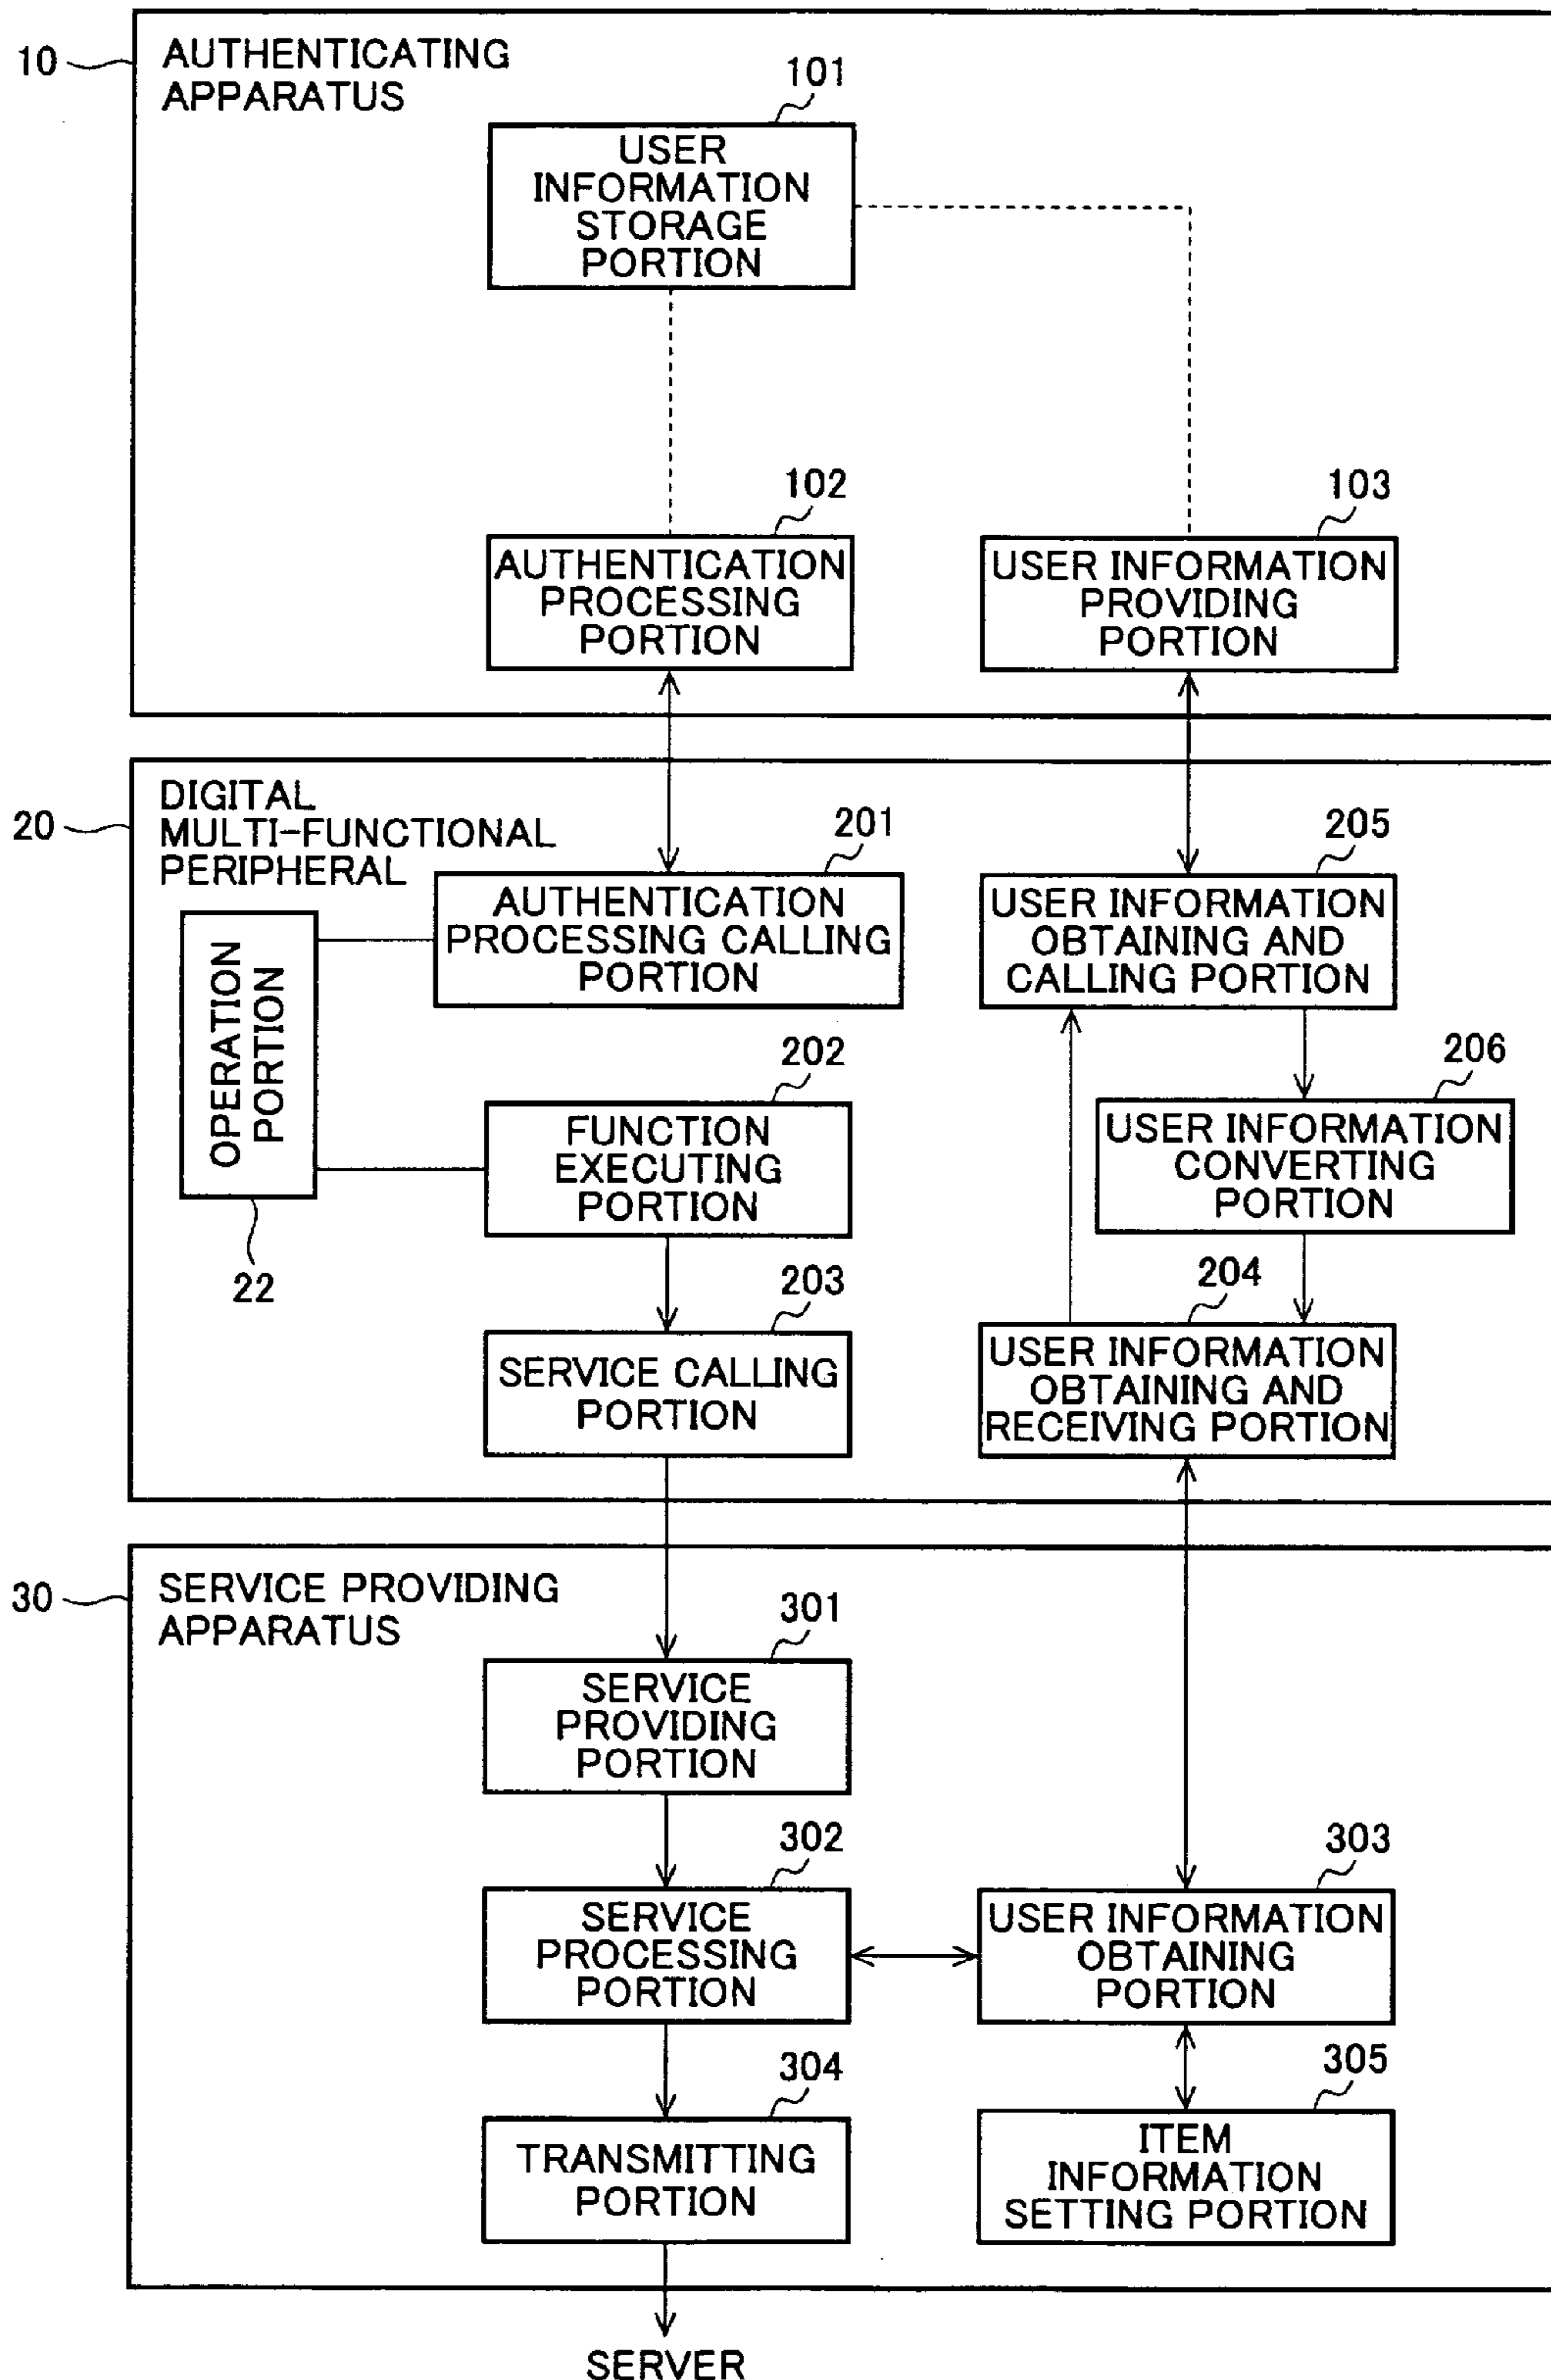 10
AUTHENTICATING
APPARATUS
101
USER
INFORMATION
STORAGE
PORTION
102
AUTHENTICATION
PROCESSING
PORTION
103
USER INFORMATION
PROVIDING
PORTION
20
DIGITAL
MULTI-FUNCTIONAL
PERIPHERAL
201
AUTHENTICATION
PROCESSING CALLING
PORTION
205
USER INFORMATION
OBTAINING AND
CALLING PORTION
OPERATION
PORTION
22
202
FUNCTION
EXECUTING
PORTION
206
USER INFORMATION
CONVERTING
PORTION
203
SERVICE CALLING
PORTION
204
USER INFORMATION
OBTAINING AND
RECEIVING PORTION
30
SERVICE PROVIDING
APPARATUS
301
SERVICE
PROVIDING
PORTION
302
SERVICE
PROCESSING
PORTION
303
USER INFORMATION
OBTAINING
PORTION
304
TRANSMITTING
PORTION
305
ITEM
INFORMATION
SETTING PORTION
SERVER